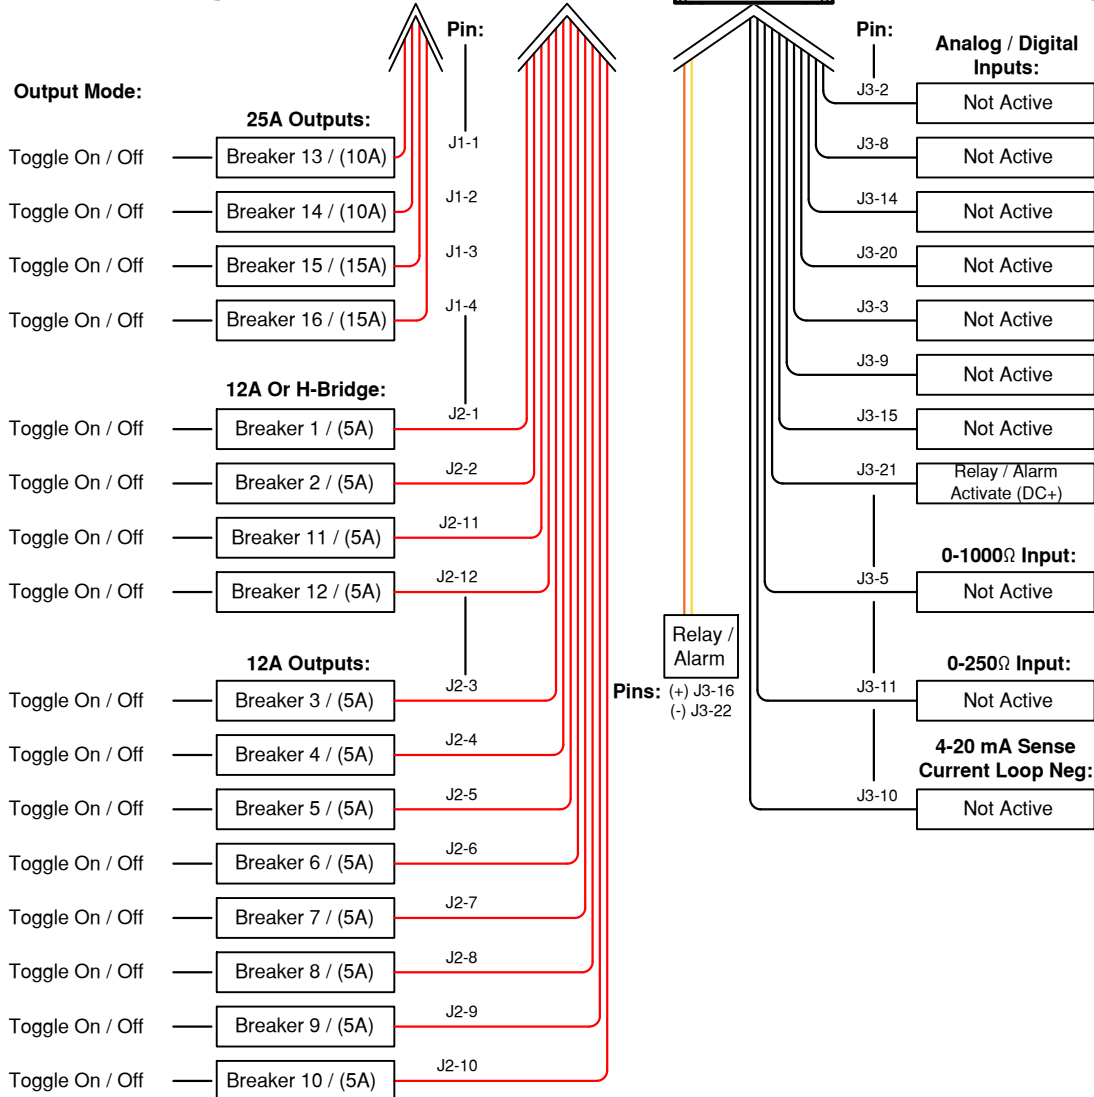 Pin:
Output Mode:
25A Outputs:
J1-1
Toggle On / Off
Breaker 13 / (10A)
J1-2
Toggle On / Off
Breaker 14 / (10A)
J1-3
Toggle On / Off
Breaker 15 / (15A)
J1-4
Toggle On / Off
Breaker 16 / (15A)
12A Or H-Bridge:
J2-1
Toggle On / Off
Breaker 1 / (5A)
J2-2
Toggle On / Off
Breaker 2 / (5A)
J2-11
Toggle On / Off
Breaker 11 / (5A)
J2-12
Toggle On / Off
Breaker 12 / (5A)
12A Outputs:
J2-3
Toggle On / Off
Breaker 3 / (5A)
J2-4
Toggle On / Off
Breaker 4 / (5A)
J2-5
Toggle On / Off
Breaker 5 / (5A)
J2-6
Toggle On / Off
Breaker 6 / (5A)
J2-7
Toggle On / Off
Breaker 7 / (5A)
J2-8
Toggle On / Off
Breaker 8 / (5A)
J2-9
Toggle On / Off
Breaker 9 / (5A)
J2-10
Toggle On / Off
Breaker 10 / (5A)
Relay /
Alarm
Pins: (+) J3-16
(-) J3-22
Pin:
Analog / Digital
Inputs:
J3-2
Not Active
J3-8
Not Active
J3-14
Not Active
J3-20
Not Active
J3-3
Not Active
J3-9
Not Active
J3-15
Not Active
J3-21
Relay / Alarm
Activate (DC+)
0-1000Ω Input:
J3-5
Not Active
0-250Ω Input:
J3-11
Not Active
4-20 mA Sense
Current Loop Neg:
J3-10
Not Active